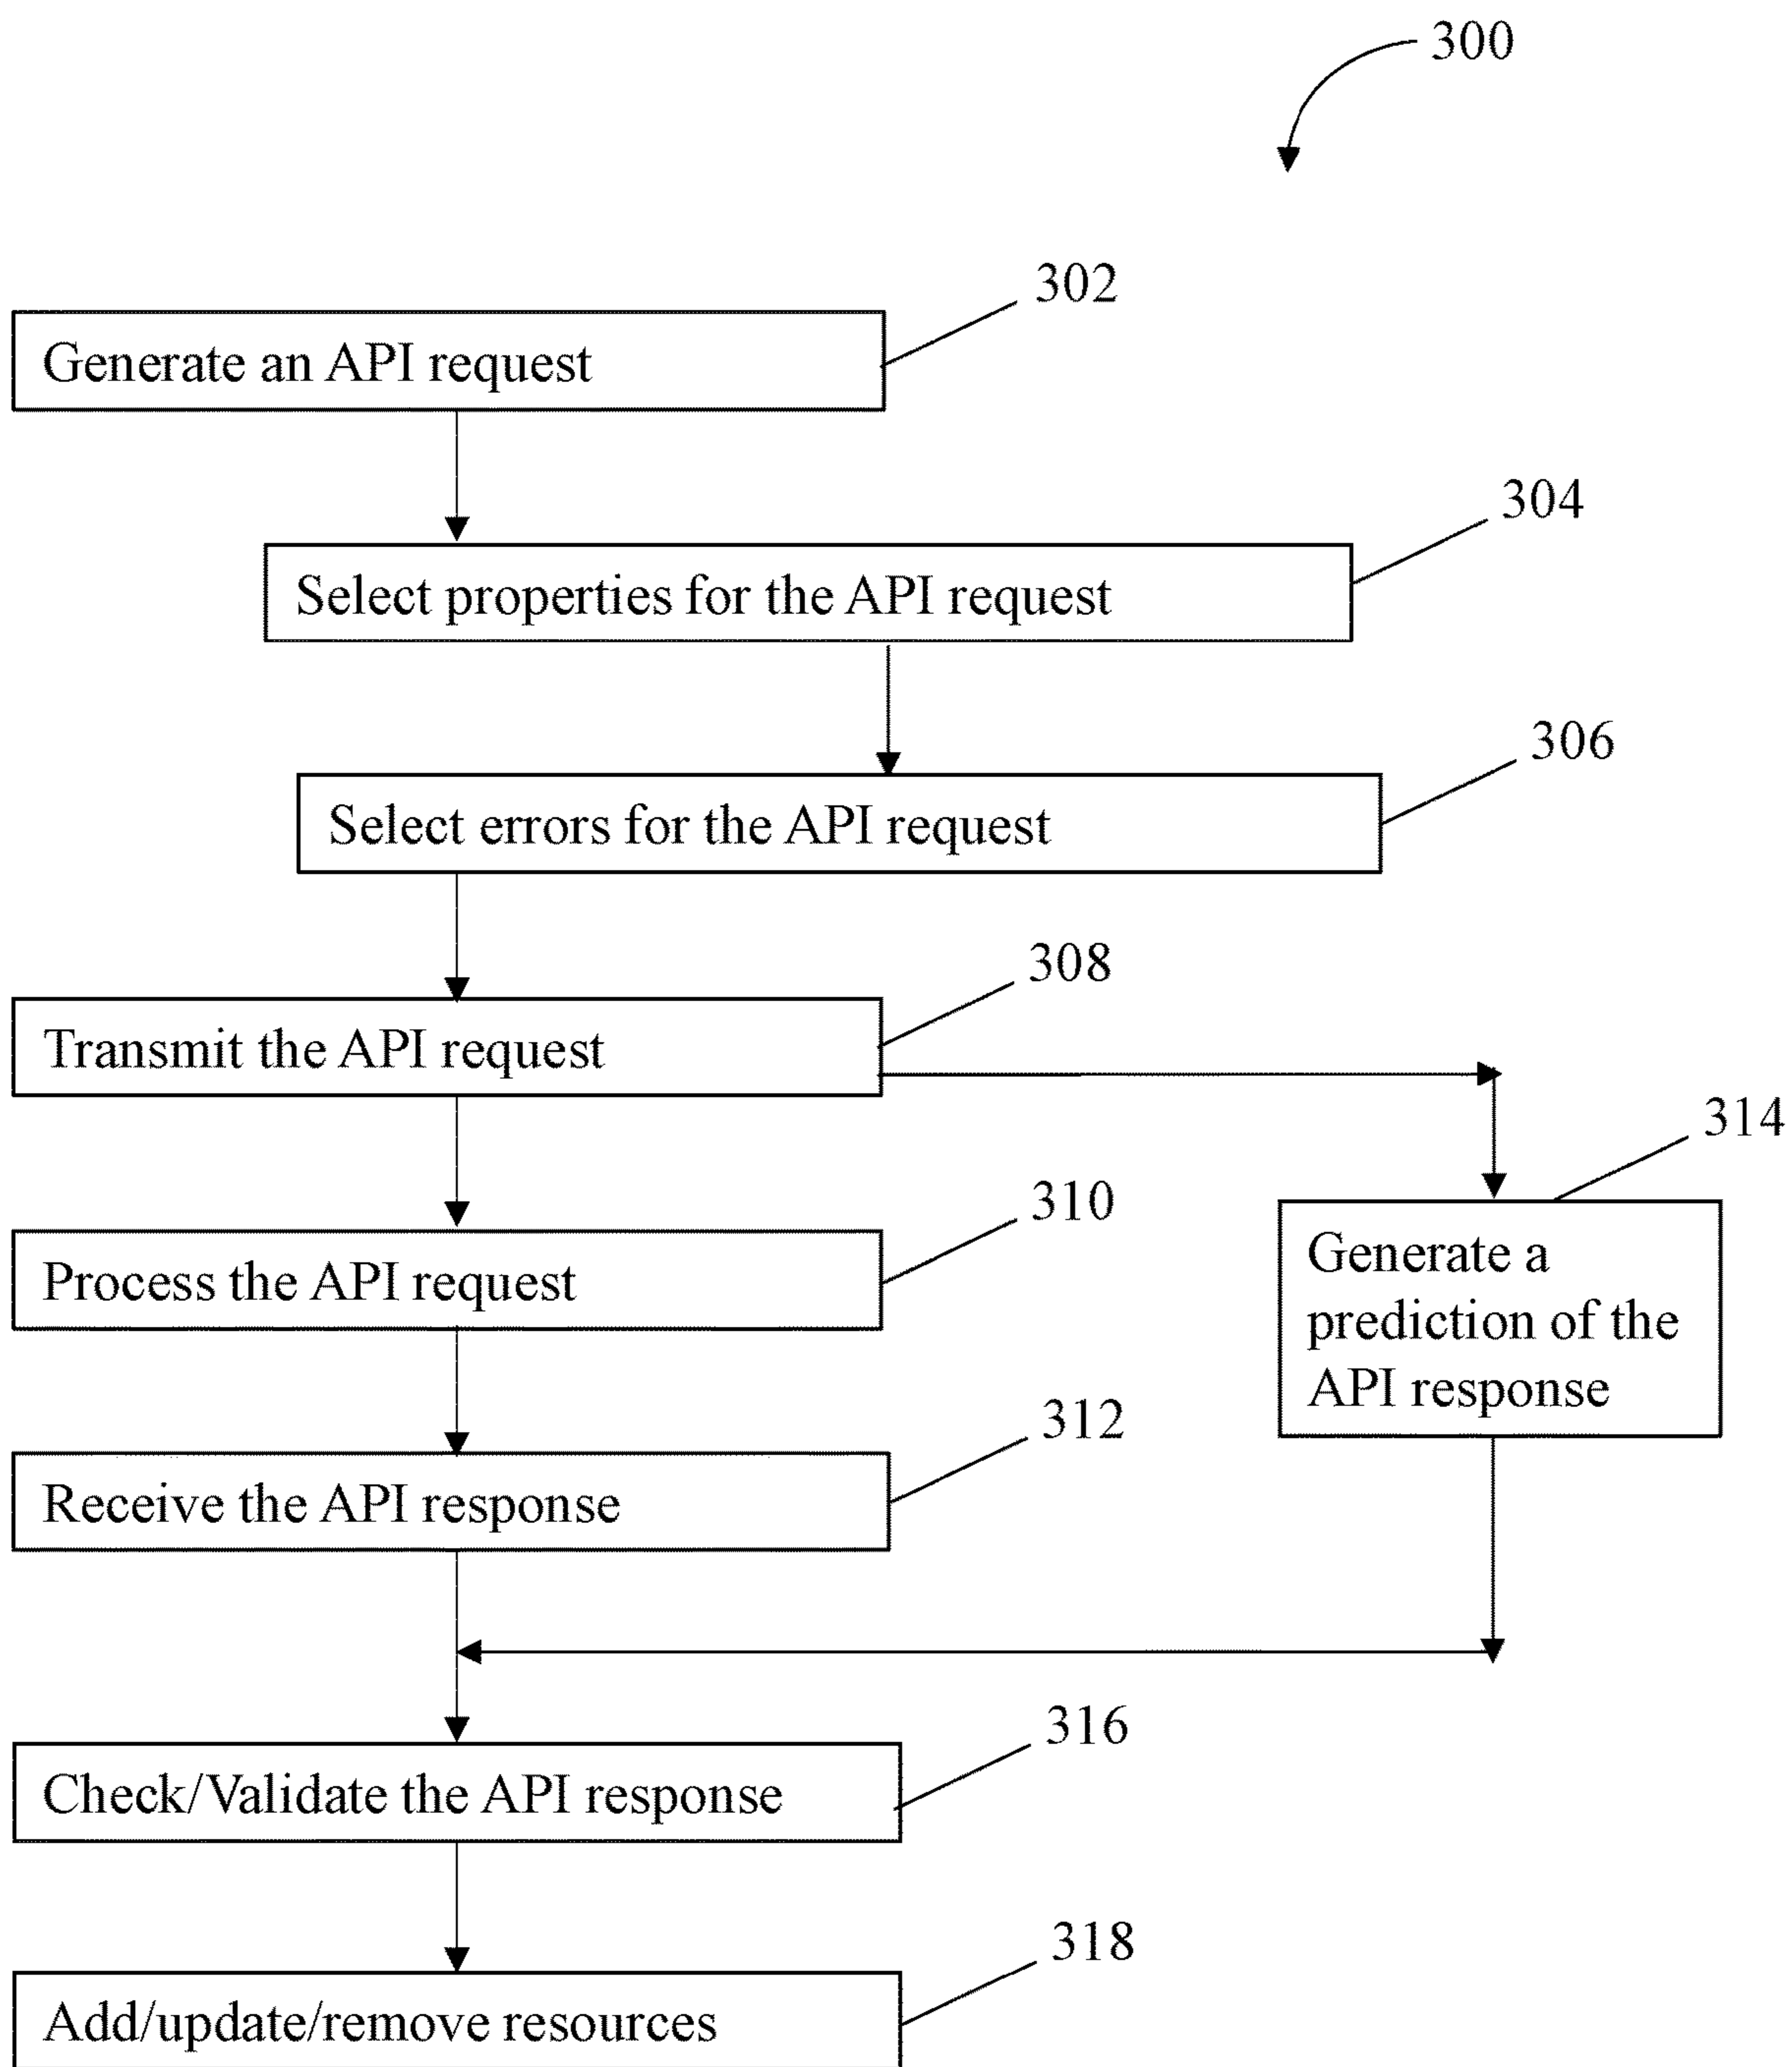 300
302
Generate an API request
304
Select properties for the API request
306
Select errors for the API request
308
Transmit the API request
314
310
Process the API request
Generate a
prediction of the
API response
312
Receive the API response
316
Check/Validate the API response
318
Add/update/remove resources